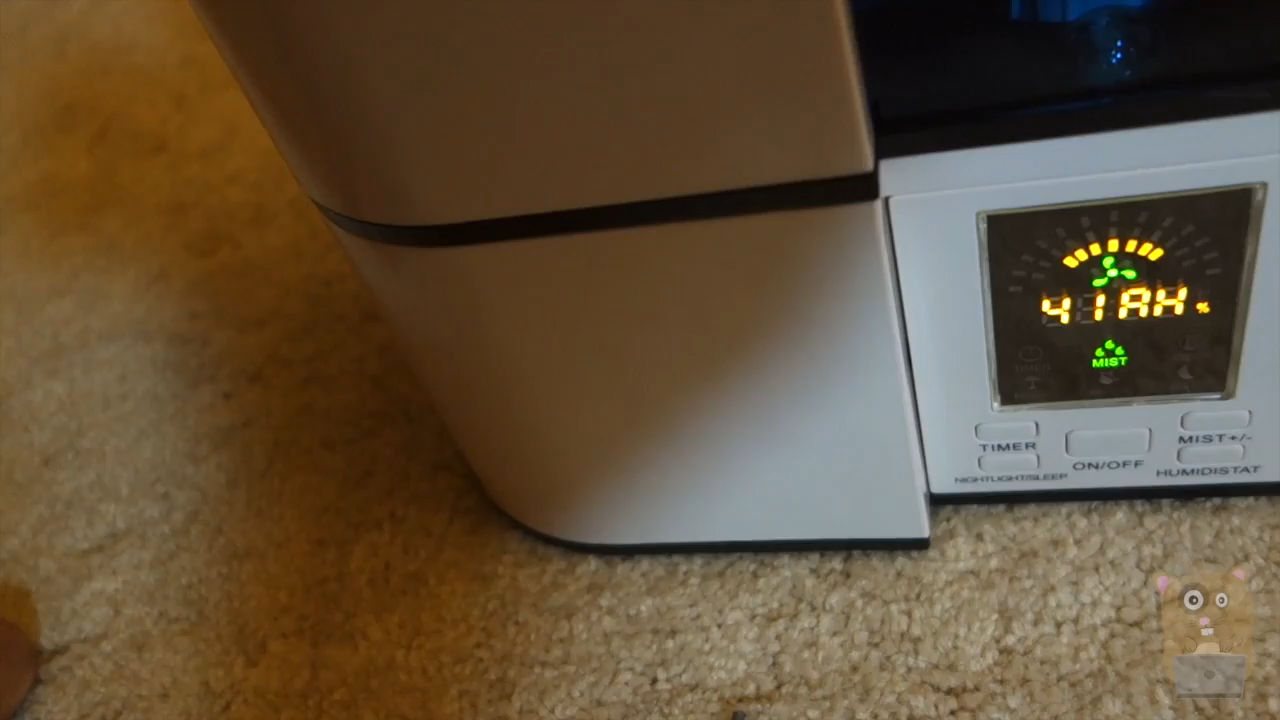 41RH %
MIST
TIMER
ON/OFF
MIST+/-
NIGHTLIGHT/SLEEP
HUMIDISTAT